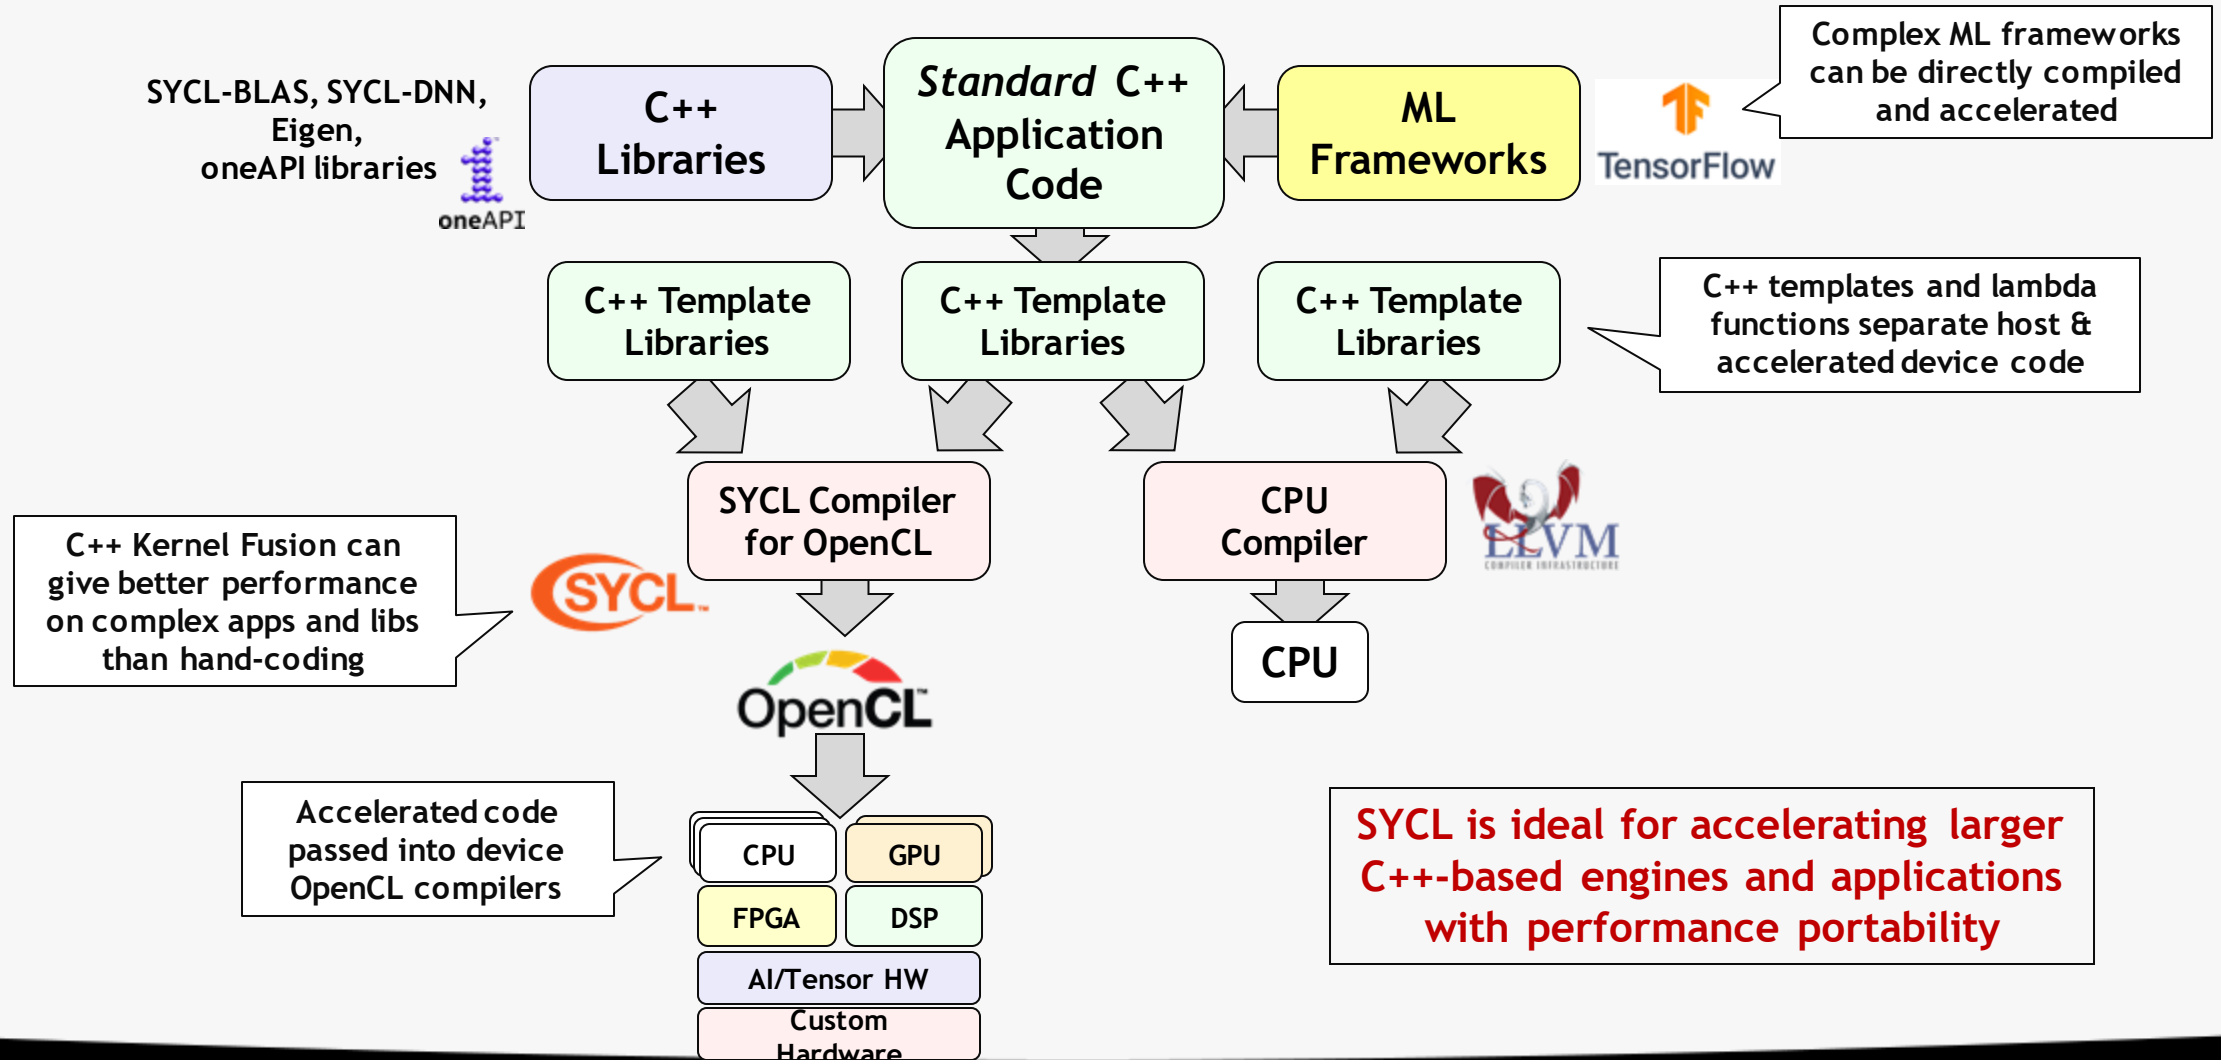 SYCL-BLAS, SYCL-DNN,
Eigen,
oneAPI libraries
oneAPI
C++
Libraries
Standard C++
Application
Code
ML
Frameworks
TensorFlow
Complex ML frameworks
can be directly compiled
and accelerated
C++ Template
Libraries
C++ Template
Libraries
C++ Template
Libraries
C++ templates and lambda
functions separate host &
accelerated device code
SYCL Compiler
for OpenCL
CPU
Compiler
LLVM
COMPILER INFRASTRUCTURE
C++ Kernel Fusion can
give better performance
on complex apps and libs
than hand-coding
SYCL™
OpenCL™
CPU
Accelerated code
passed into device
OpenCL compilers
CPU
GPU
FPGA
DSP
AI/Tensor HW
Custom
Hardware
SYCL is ideal for accelerating larger
C++-based engines and applications
with performance portability